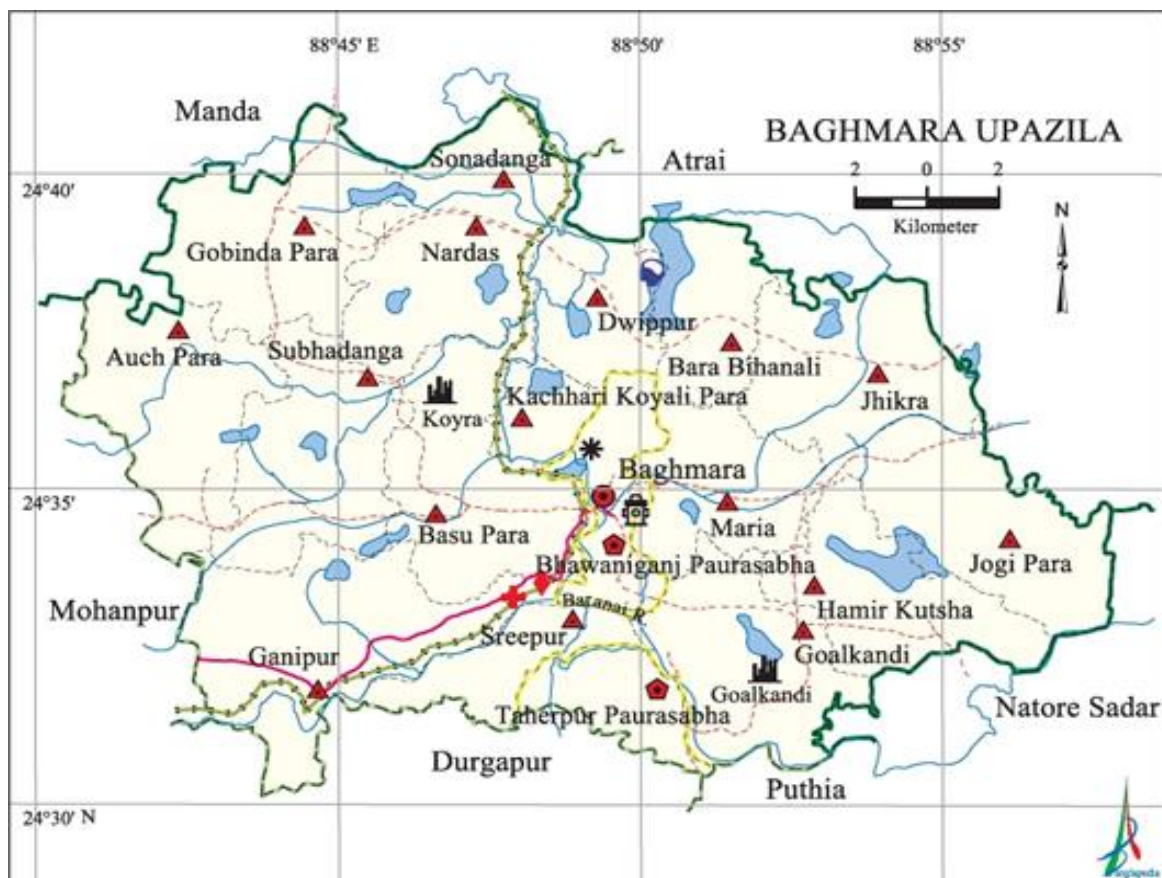 88°45' E
88°50'
88°55'
Manda
BAGHMARA UPAZILA
Sonadanga
Atrai
2 0 2
24°40'
Kilometer
N
Gobinda Para
Nardas
Dwippur
Auch Para
Subhadanga
Bara Bihanali
Jhikra
Kachhari Koyali Para
Koyra
Baghmara
24°35'
Basu Para
Maria
Jogi Para
Bhawaniganj Paurasabha
Mohanpur
Hamir Kutsha
Batanai R.
Sreepur
Ganipur
Goalkandi
Goalkandi
Taherpur Paurasabha
Natore Sadar
Durgapur
Puthia
24°30' N
Banglapedia